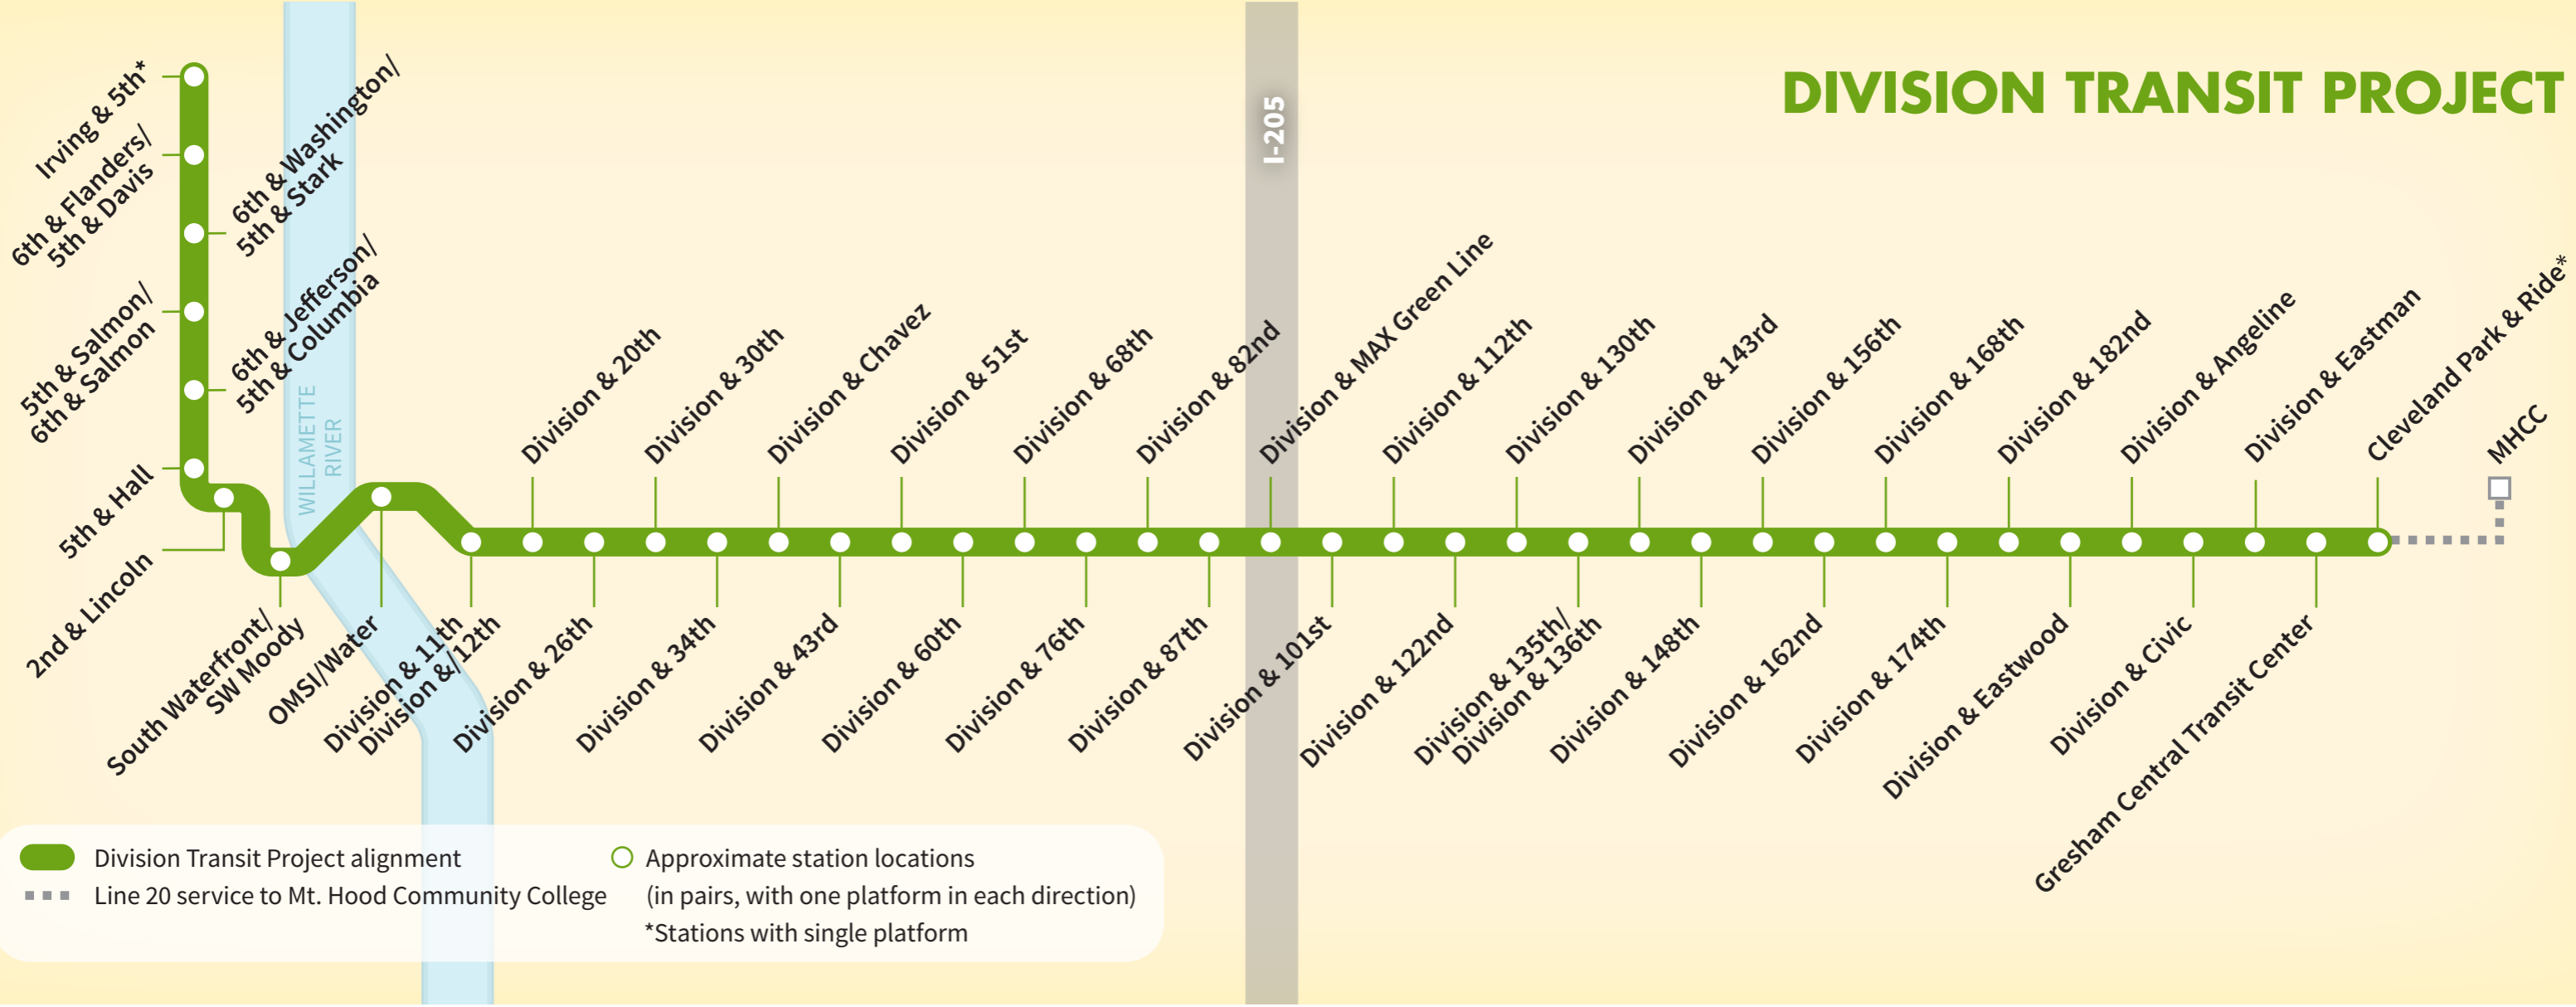 DIVISION TRANSIT PROJECT
I-205
WILLAMETTE
RIVER
Irving & 5th*
6th & Flanders/
5th & Davis
6th & Washington/
5th & Stark
5th & Salmon/
6th & Salmon
6th & Jefferson/
5th & Columbia
5th & Hall
2nd & Lincoln
South Waterfront/
SW Moody
OMSI/Water
Division & 11th
Division & 12th
Division & 20th
Division & 26th
Division & 30th
Division & 34th
Division & Chavez
Division & 43rd
Division & 51st
Division & 60th
Division & 68th
Division & 76th
Division & 82nd
Division & 87th
Division & MAX Green Line
Division & 101st
Division & 112th
Division & 122nd
Division & 130th
Division & 135th/
Division & 136th
Division & 143rd
Division & 148th
Division & 156th
Division & 162nd
Division & 168th
Division & 174th
Division & 182nd
Division & Eastwood
Division & Angeline
Division & Civic
Division & Eastman
Gresham Central Transit Center
Cleveland Park & Ride*
MHCC
Division Transit Project alignment
Line 20 service to Mt. Hood Community College
Approximate station locations
(in pairs, with one platform in each direction)
*Stations with single platform